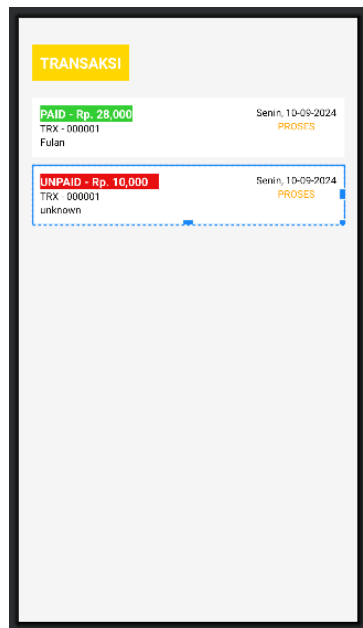 TRANSAKSI
PAID - Rp. 28,000
Senin, 10-09-2024
TRX - 000001
PROSES
Fulan
UNPAID - Rp. 10,000
Senin, 10-09-2024
TRX - 000001
PROSES
unknown